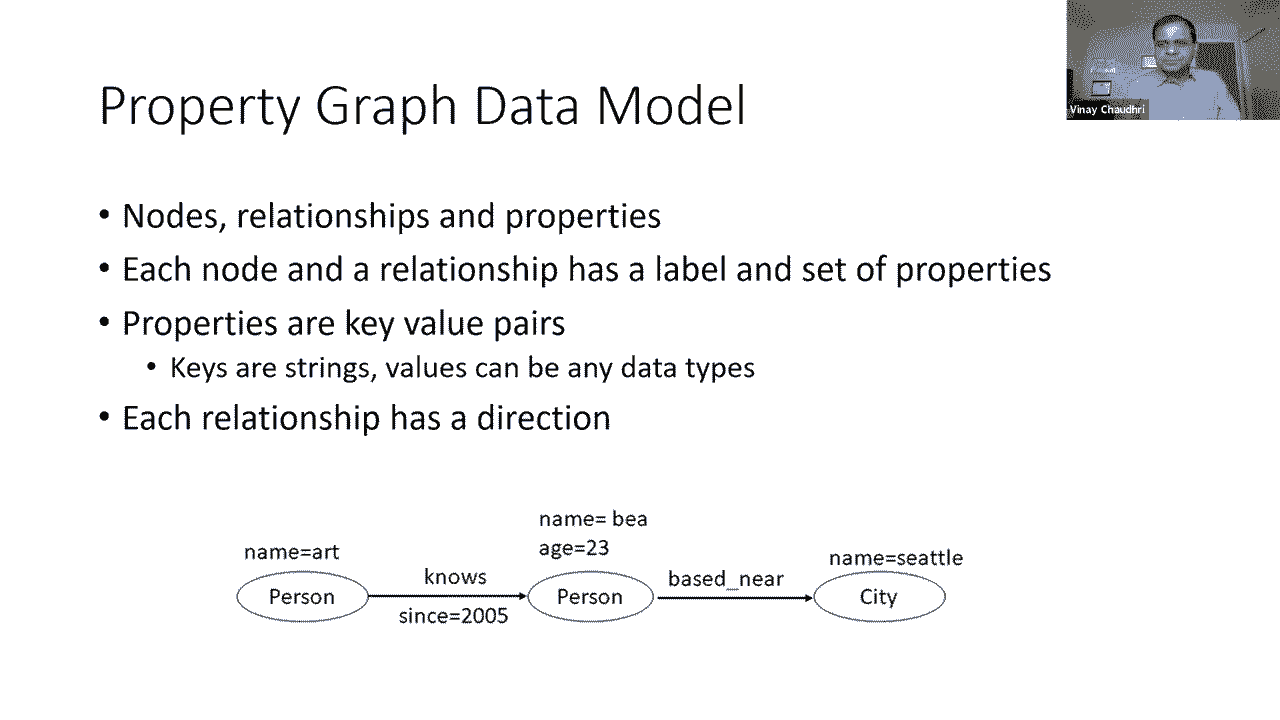 Property Graph Data Model
Vinay Chaudhri
• Nodes, relationships and properties
• Each node and a relationship has a label and set of properties
• Properties are key value pairs
• Keys are strings, values can be any data types
• Each relationship has a direction
name=art
Person
knows
since=2005
name= bea
age=23
Person
based_near
name=seattle
City